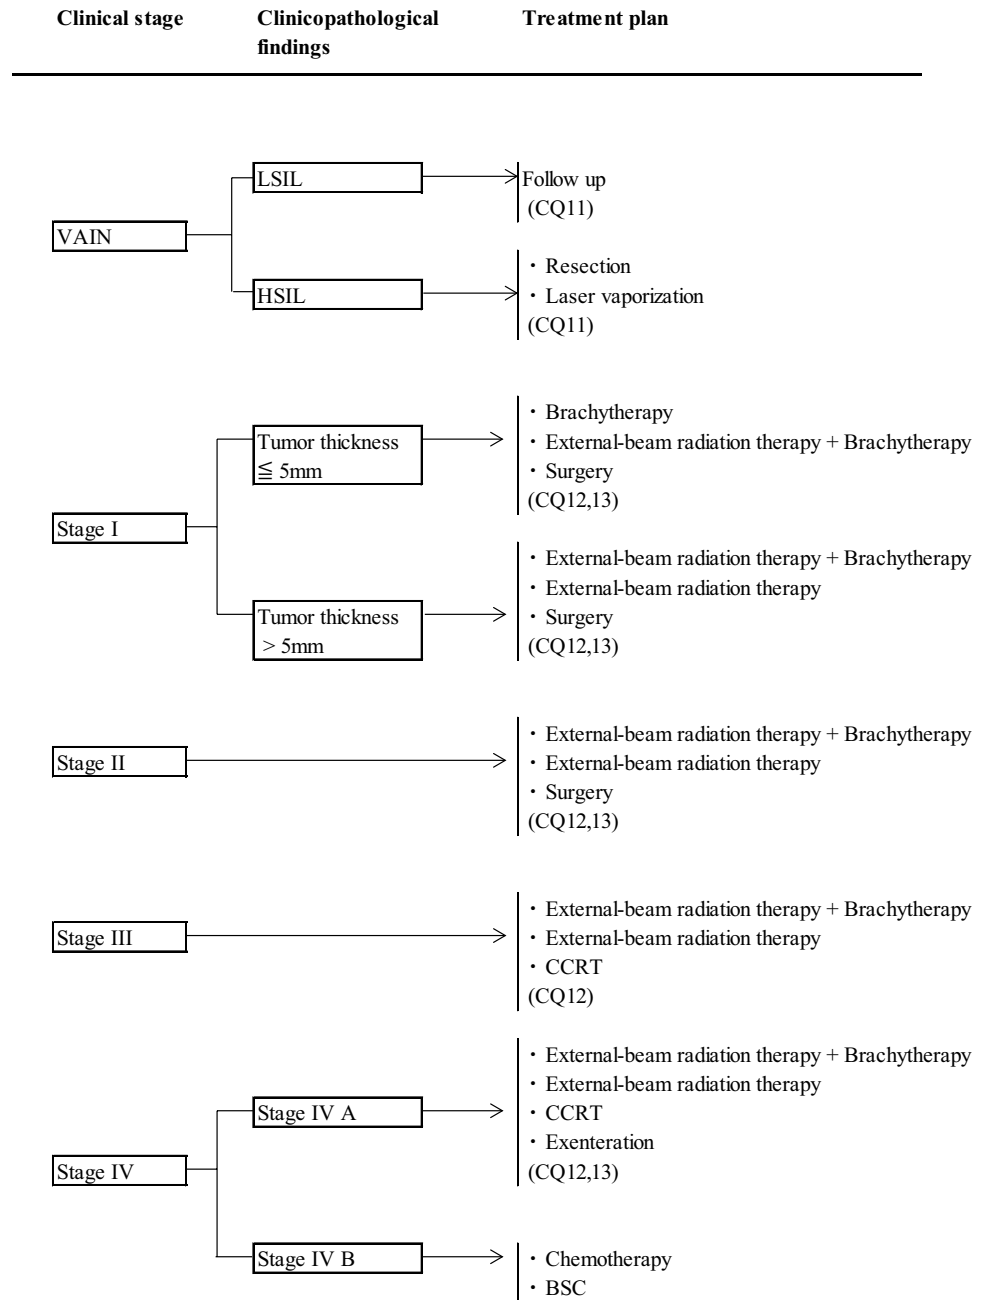 Clinical stage
Clinicopathological findings
Treatment plan
VAIN
LSIL
Follow up
(CQ11)
HSIL
・Resection
・Laser vaporization
(CQ11)
Stage I
Tumor thickness
≦ 5mm
・Brachytherapy
・External-beam radiation therapy + Brachytherapy
・Surgery
(CQ12,13)
Tumor thickness
> 5mm
・External-beam radiation therapy + Brachytherapy
・External-beam radiation therapy
・Surgery
(CQ12,13)
Stage II
・External-beam radiation therapy + Brachytherapy
・External-beam radiation therapy
・Surgery
(CQ12,13)
Stage III
・External-beam radiation therapy + Brachytherapy
・External-beam radiation therapy
・CCRT
(CQ12)
Stage IV
Stage IV A
・External-beam radiation therapy + Brachytherapy
・External-beam radiation therapy
・CCRT
・Exenteration
(CQ12,13)
Stage IV B
・Chemotherapy
・BSC